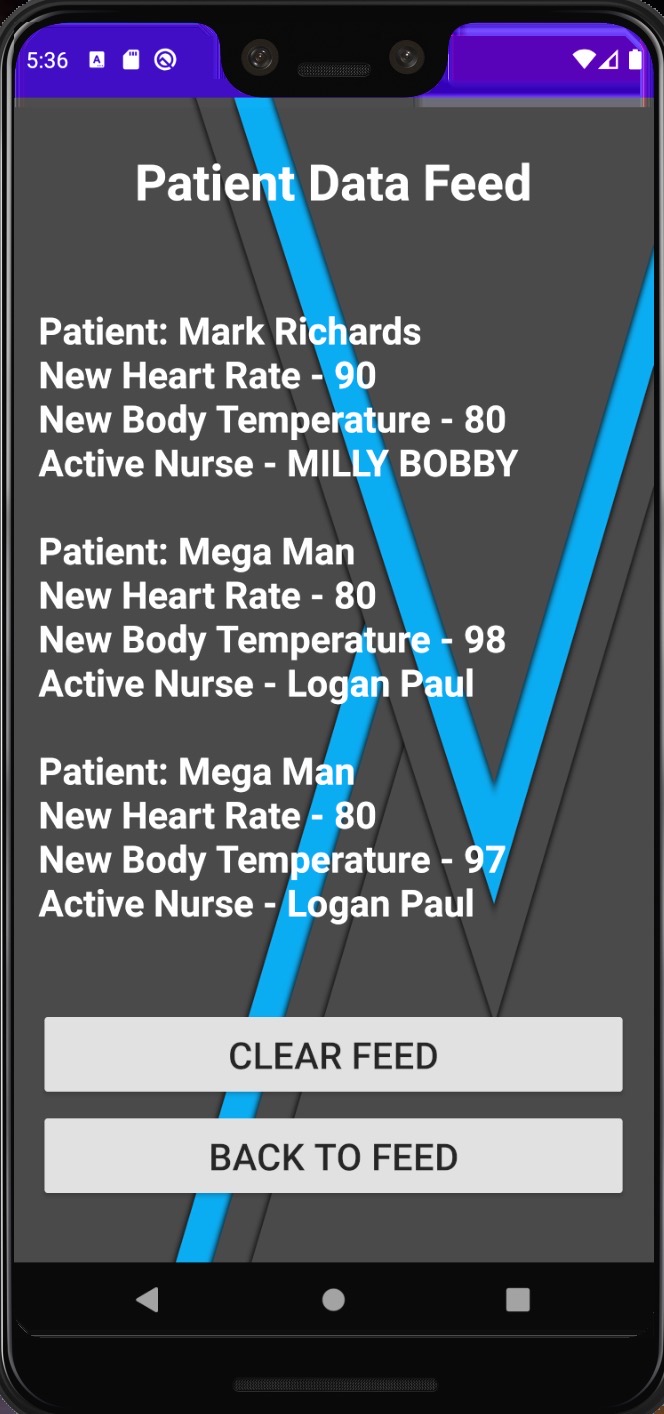 5:36
Patient Data Feed
Patient: Mark Richards
New Heart Rate - 90
New Body Temperature - 80
Active Nurse - MILLY BOBBY
Patient: Mega Man
New Heart Rate - 80
New Body Temperature - 98
Active Nurse - Logan Paul
Patient: Mega Man
New Heart Rate - 80
New Body Temperature - 97
Active Nurse - Logan Paul
CLEAR FEED
BACK TO FEED